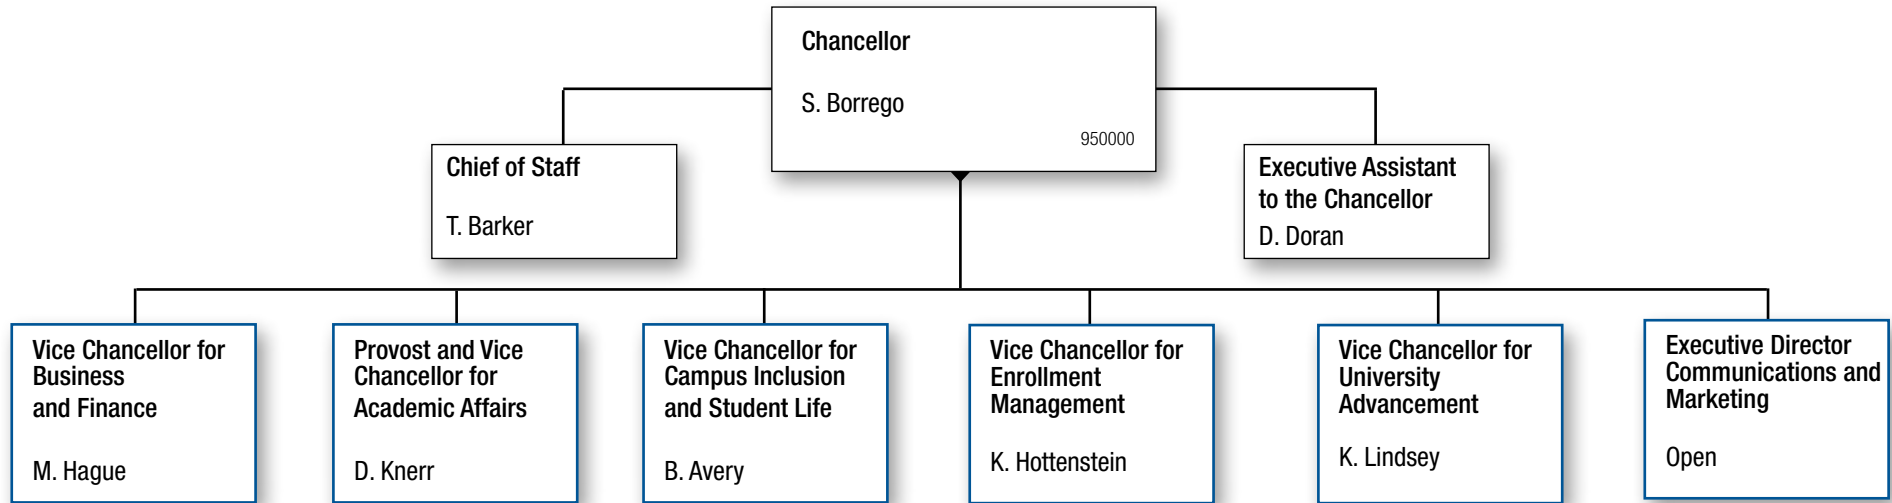 Chancellor
S. Borrego
950000
Chief of Staff
T. Barker
Executive Assistant
to the Chancellor
D. Doran
Vice Chancellor for
Business
and Finance
M. Hague
Provost and Vice
Chancellor for
Academic Affairs
D. Knerr
Vice Chancellor for
Campus Inclusion
and Student Life
B. Avery
Vice Chancellor for
Enrollment
Management
K. Hottenstein
Vice Chancellor for
University
Advancement
K. Lindsey
Executive Director
Communications and
Marketing
Open